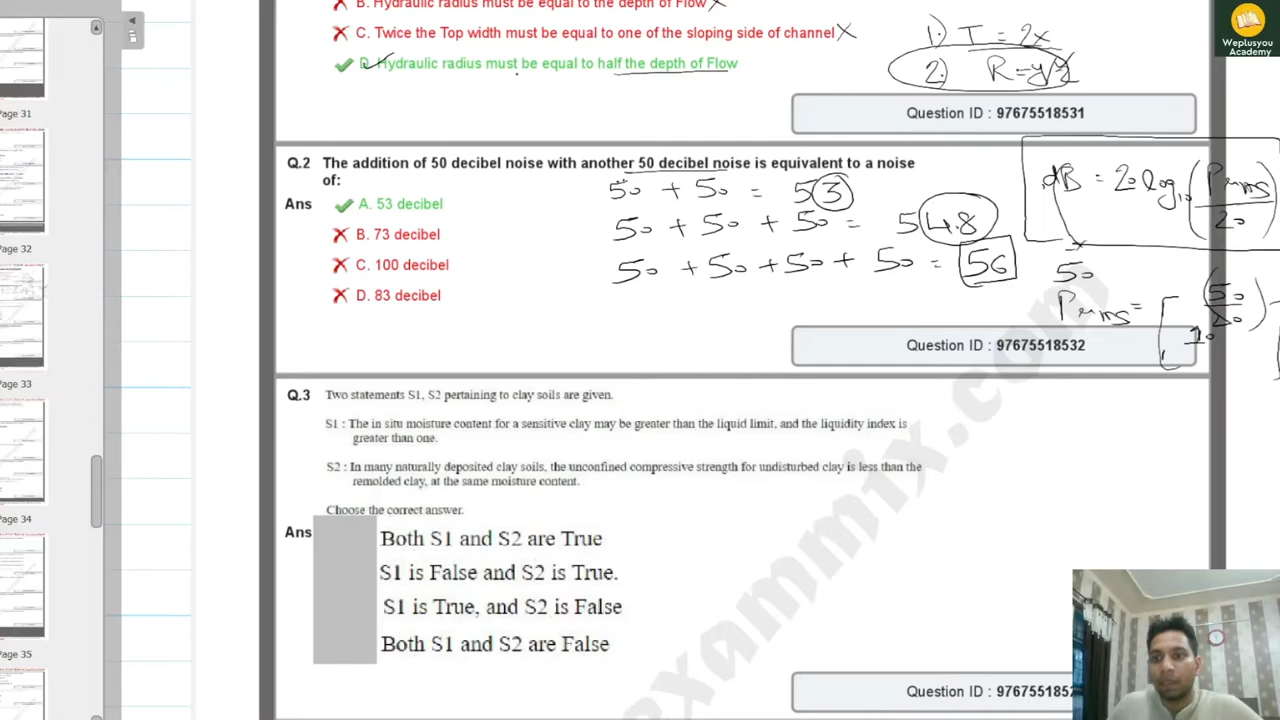 B. Hydraulic radius must be equal to the depth of Flow
C. Twice the Top width must be equal to one of the sloping side of channel
D. Hydraulic radius must be equal to half the depth of Flow
1.) T = 2x
2.) R = y/2
Weplusyou
Academy
Question ID : 97675518531
Q.2 The addition of 50 decibel noise with another 50 decibel noise is equivalent to a noise
of:
Ans A. 53 decibel
B. 73 decibel
C. 100 decibel
D. 83 decibel
50 + 50 = 53
50 + 50 + 50 = 54.8
50 + 50 + 50 + 50 = 56
dB = 20 log10 (Prms/20)
50
Prms =
Question ID : 97675518532
Q.3 Two statements S1, S2 pertaining to clay soils are given.
S1 : The in situ moisture content for a sensitive clay may be greater than the liquid limit, and the liquidity index is
greater than one.
S2 : In many naturally deposited clay soils, the unconfined compressive strength for undisturbed clay is less than the
remolded clay, at the same moisture content.
Choose the correct answer.
Ans Both S1 and S2 are True
S1 is False and S2 is True.
S1 is True, and S2 is False
Both S1 and S2 are False
Page 31
Page 32
Page 33
Page 34
Page 35